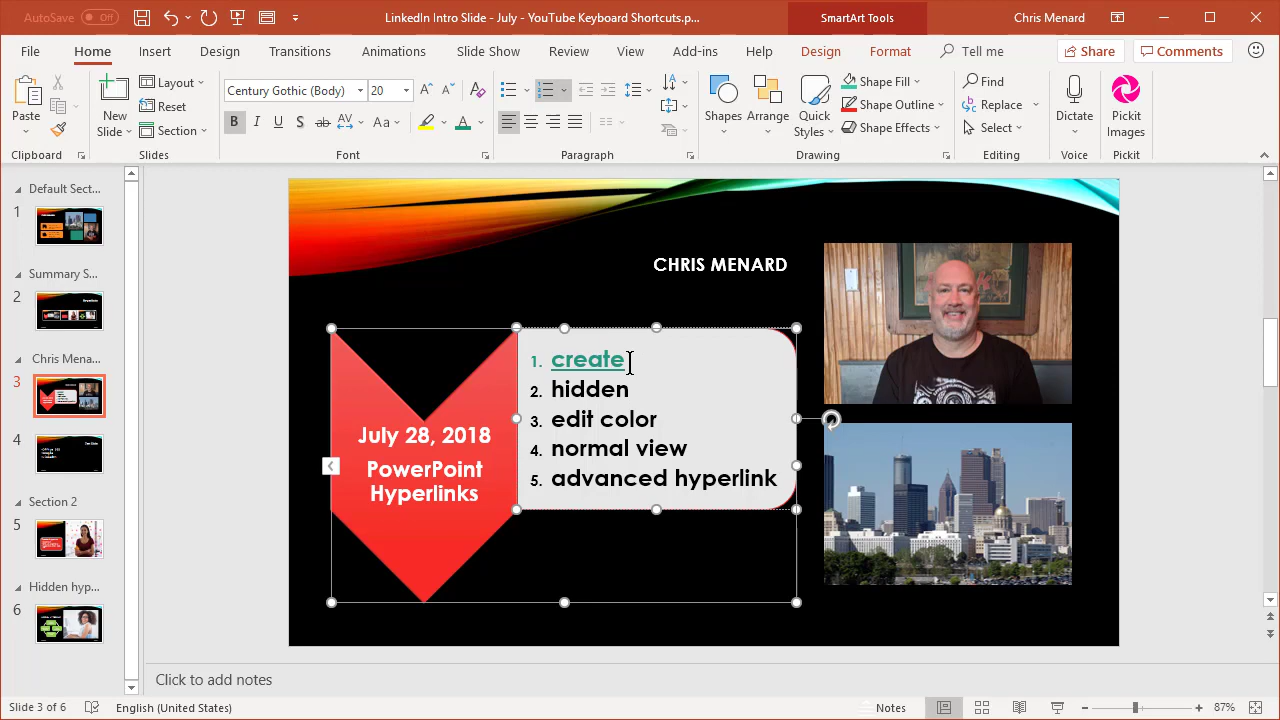 AutoSave Off
LinkedIn Intro Slide - July - YouTube Keyboard Shortcuts.p...
SmartArt Tools
Chris Menard
File Home Insert Design Transitions Animations Slide Show Review View Add-ins Help Design Format Tell me Share Comments
Paste
Clipboard
New
Slide
Layout
Reset
Section
Slides
Century Gothic (Body) 20
B I U S ab AV Aa A
Font
Paragraph
Shapes
Arrange
Quick
Styles
Shape Fill
Shape Outline
Shape Effects
Drawing
Find
Replace
Select
Editing
Dictate
Voice
Pickit
Images
Pickit
Default Sect...
1
Summary S...
2
Chris Mena...
3
4
Section 2
5
Hidden hyp...
6
CHRIS MENARD
July 28, 2018
PowerPoint
Hyperlinks
1. create
2. hidden
3. edit color
4. normal view
5. advanced hyperlink
Click to add notes
Slide 3 of 6 English (United States) Notes 87%